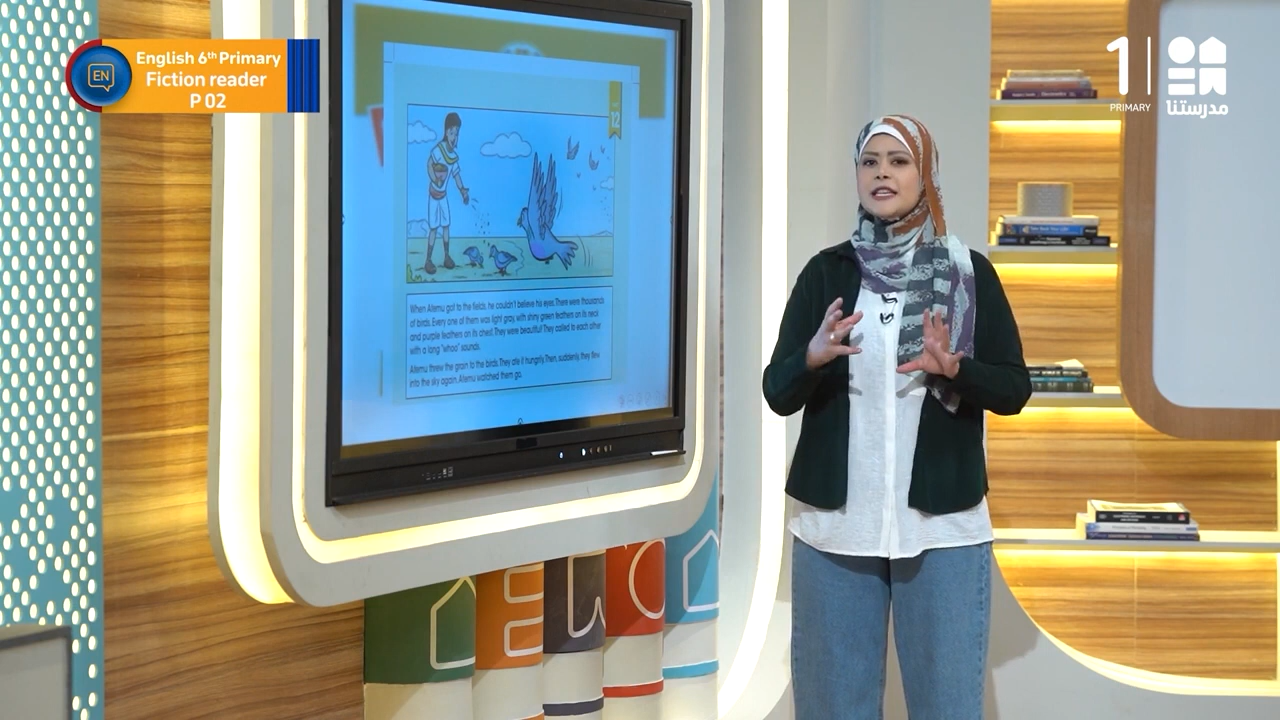 English 6th Primary
Fiction reader
P 02
EN
1
PRIMARY
مدرستنا
12
When Atemu got to the fields, he couldn't believe his eyes. There were thousands
of birds. Every one of them was light gray, with shiny green feathers on its neck
and purple feathers on its chest. They were beautiful! They called to each other
with a long "whoo" sounds.
Atemu threw the grain to the birds. They ate it hungrily. Then, suddenly, they flew
into the sky again. Atemu watched them go.